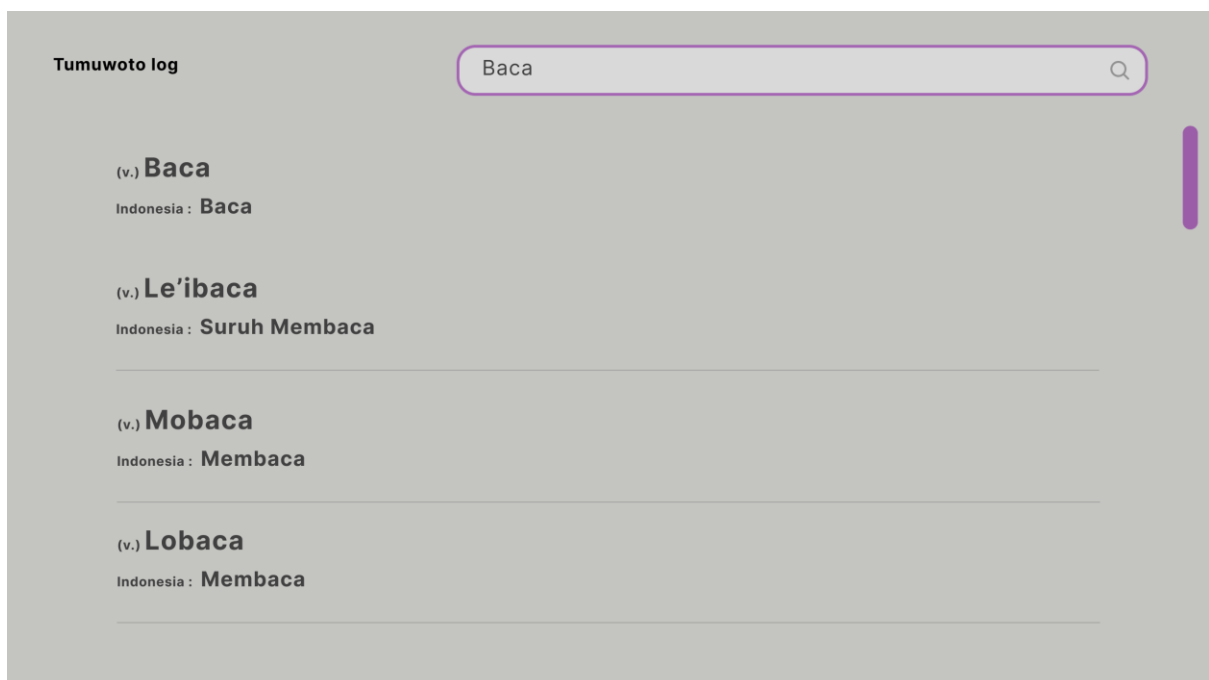 Tumuwoto log
Baca
(v.) Baca
Indonesia : Baca
(v.) Le’ibaca
Indonesia : Suruh Membaca
(v.) Mobaca
Indonesia : Membaca
(v.) Lobaca
Indonesia : Membaca